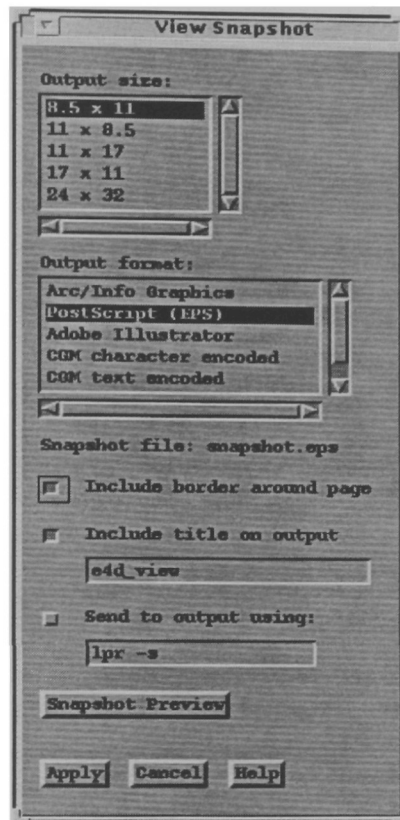 View Snapshot
Output size:
8.5 x 11
11 x 8.5
11 x 17
17 x 11
24 x 32
Output format:
Arc/Info Graphics
PostScript (EPS)
Adobe Illustrator
CGM character encoded
CGM text encoded
Snapshot file: snapshot.eps
Include border around page
Include title on output
e4d_view
Send to output using:
lpr -s
Snapshot Preview
Apply Cancel Help